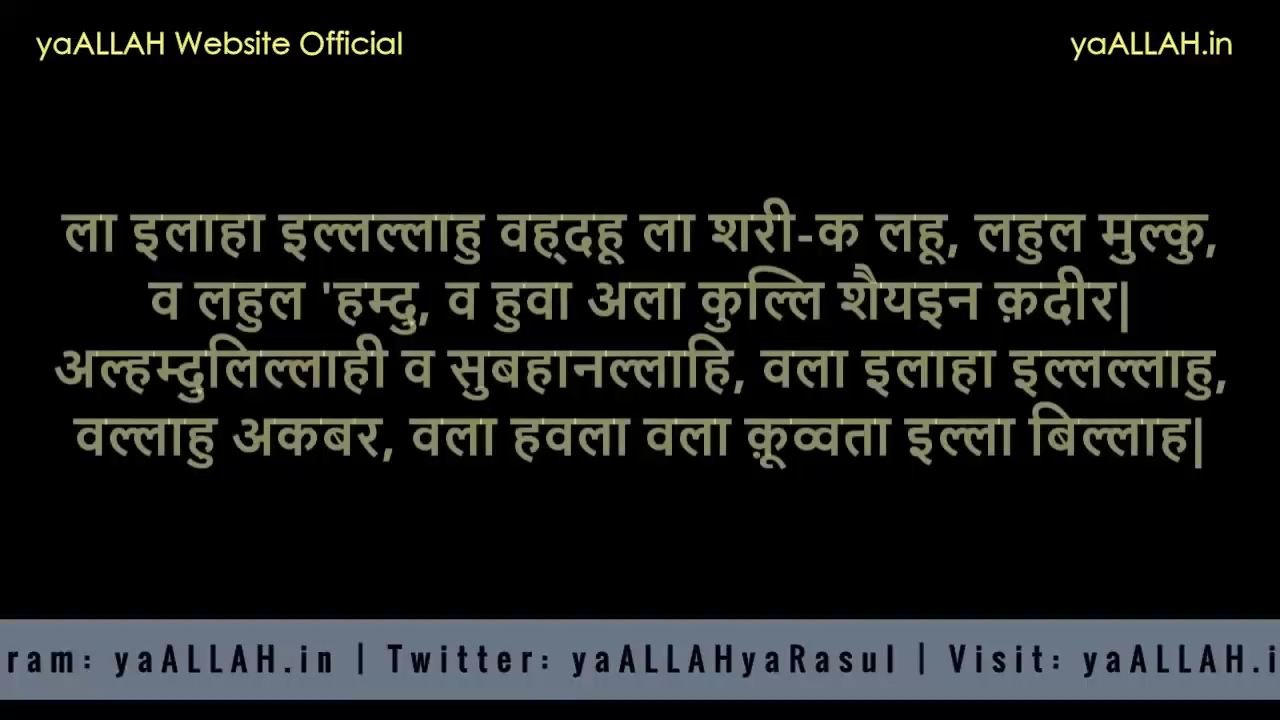 yaALLAH Website Official
yaALLAH.in
ला इलाहा इल्लल्लाहु वह्दहू ला शरी-क लहू, लहुल मुल्कु,
व लहुल 'हम्दु, व हुवा अला कुल्लि शैयइन क़दीर|
अल्हम्दुलिल्लाही व सुबहानल्लाहि, वला इलाहा इल्लल्लाहु,
वल्लाहु अकबर, वला हवला वला क़ूव्वता इल्ला बिल्लाह|
ram: yaALLAH.in | Twitter: yaALLAHyaRasul | Visit: yaALLAH.i